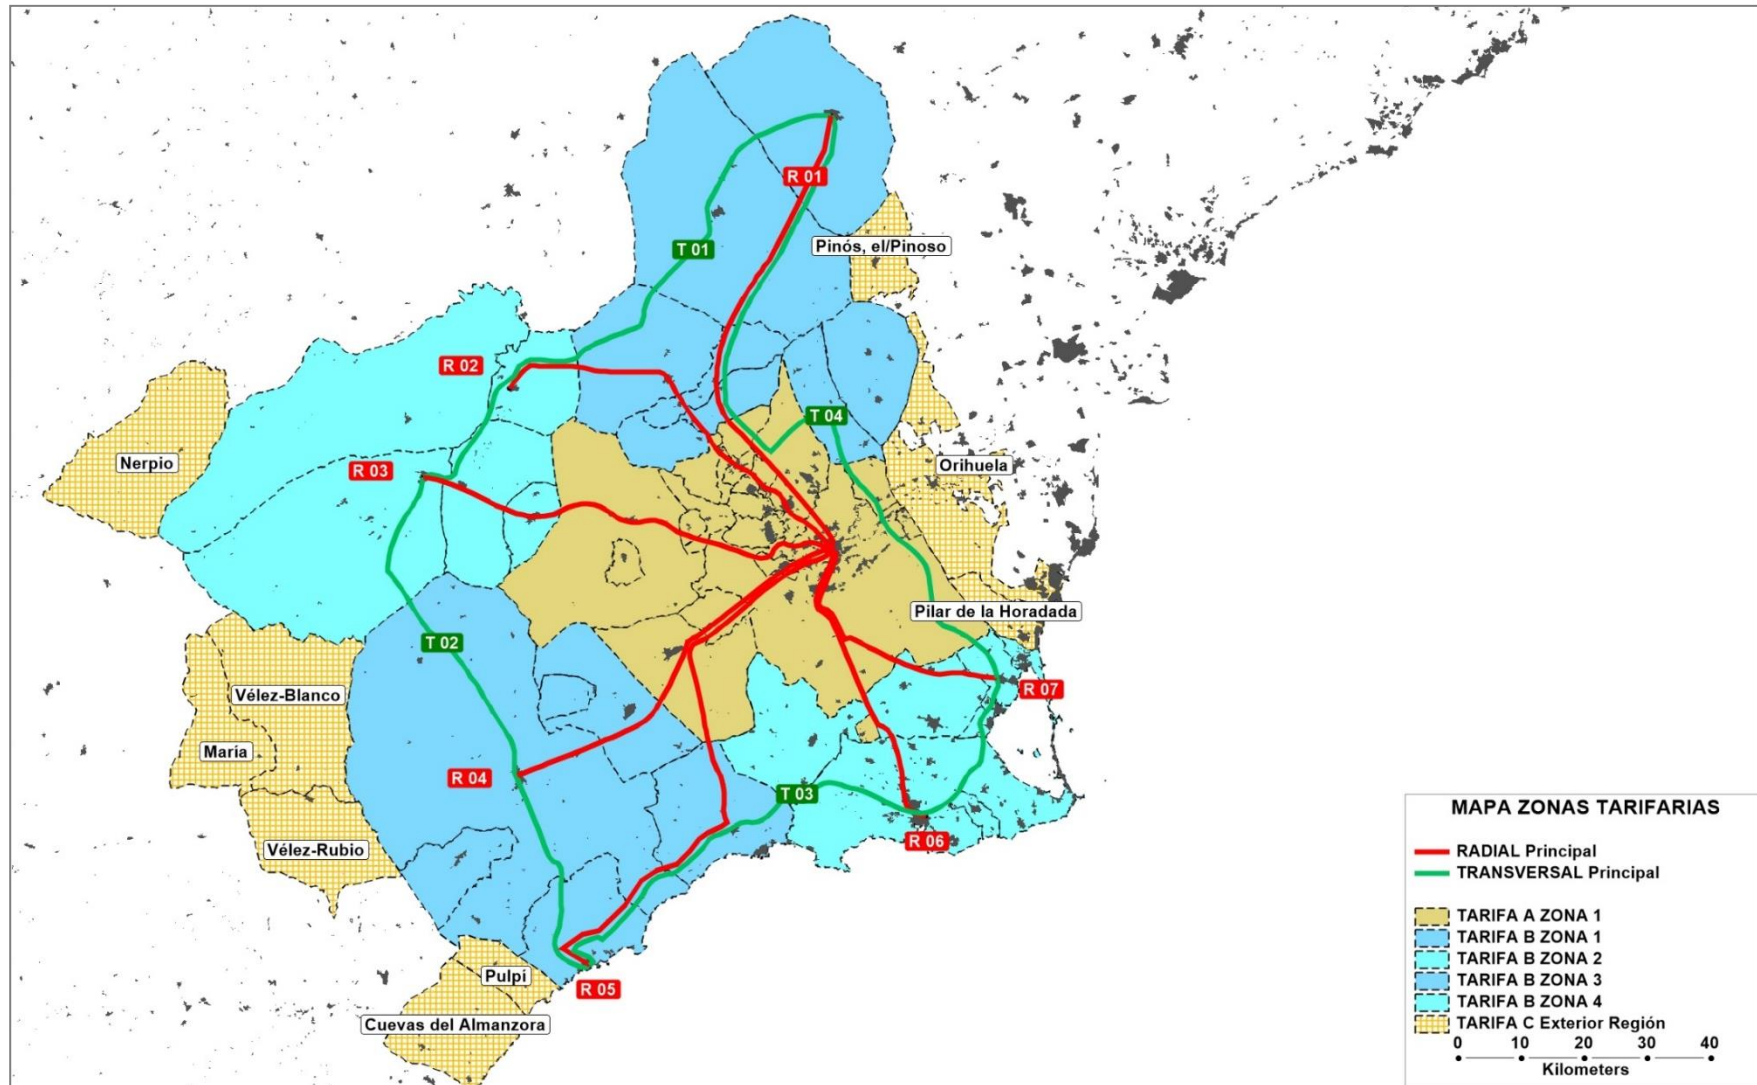 R 01
Pinós, el/Pinoso
T 01
R 02
T 04
Nerpio
R 03
Orihuela
Pilar de la Horadada
T 02
Vélez-Blanco
R 07
María
R 04
T 03
Vélez-Rubio
R 06
Pulpí
R 05
Cuevas del Almanzora
MAPA ZONAS TARIFARIAS
RADIAL Principal
TRANSVERSAL Principal
TARIFA A ZONA 1
TARIFA B ZONA 1
TARIFA B ZONA 2
TARIFA B ZONA 3
TARIFA B ZONA 4
TARIFA C Exterior Región
0 10 20 30 40
Kilometers